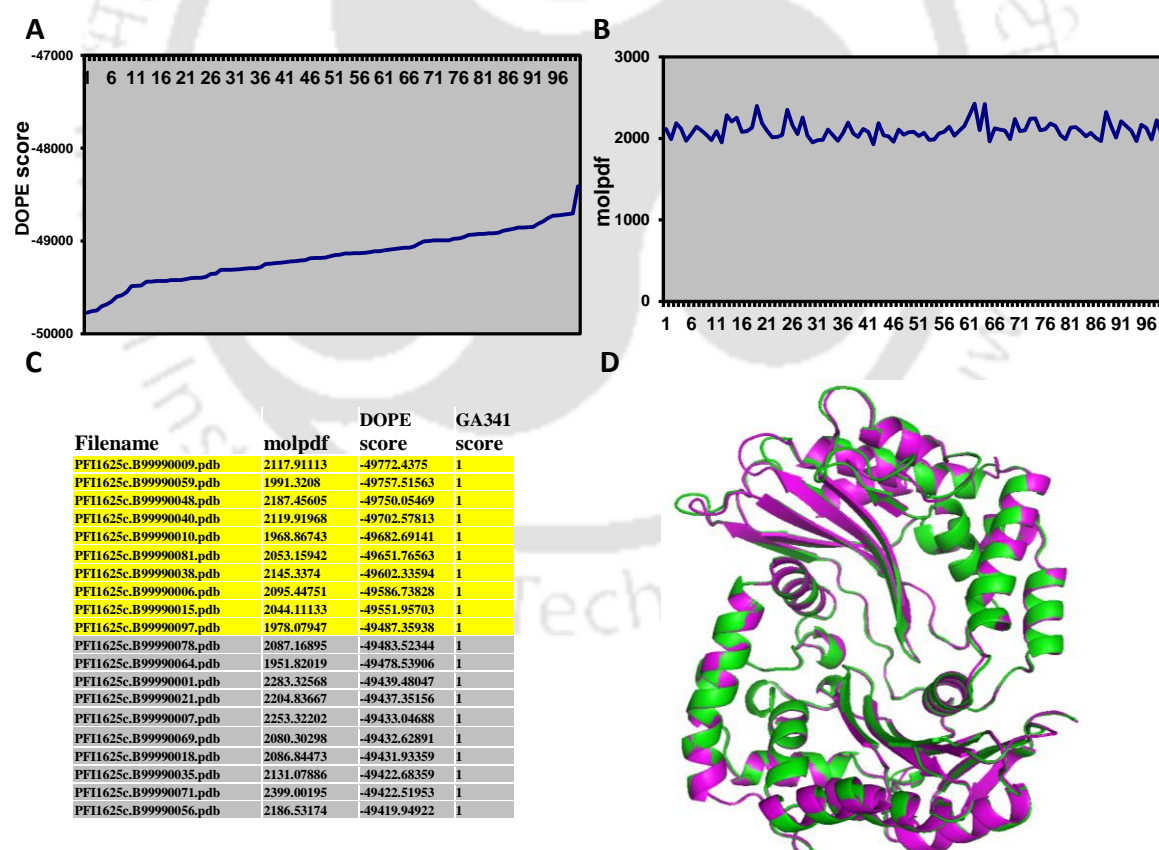 A
-47000
1 6 11 16 21 26 31 36 41 46 51 56 61 66 71 76 81 86 91 96
-48000
-49000
-50000
DOPE score
B
3000
2000
1000
0
molpdf
1 6 11 16 21 26 31 36 41 46 51 56 61 66 71 76 81 86 91 96
C
Filename molpdf DOPE score GA341 score
PFI1625c.B99990009.pdb 2117.91113 -49772.4375 1
PFI1625c.B99990059.pdb 1991.3208 -49757.51563 1
PFI1625c.B99990048.pdb 2187.45605 -49750.05469 1
PFI1625c.B99990040.pdb 2119.91968 -49702.57813 1
PFI1625c.B99990010.pdb 1968.86743 -49682.69141 1
PFI1625c.B99990081.pdb 2053.15942 -49651.76563 1
PFI1625c.B99990038.pdb 2145.3374 -49602.33594 1
PFI1625c.B99990006.pdb 2095.44751 -49586.73828 1
PFI1625c.B99990015.pdb 2044.11133 -49551.95703 1
PFI1625c.B99990097.pdb 1978.07947 -49487.35938 1
PFI1625c.B99990078.pdb 2087.16895 -49483.52344 1
PFI1625c.B99990064.pdb 1951.82019 -49478.53906 1
PFI1625c.B99990001.pdb 2283.32568 -49439.48047 1
PFI1625c.B99990021.pdb 2204.83667 -49437.35156 1
PFI1625c.B99990007.pdb 2253.32202 -49433.04688 1
PFI1625c.B99990069.pdb 2080.30298 -49432.62891 1
PFI1625c.B99990018.pdb 2086.84473 -49431.93359 1
PFI1625c.B99990035.pdb 2131.07886 -49422.68359 1
PFI1625c.B99990071.pdb 2399.00195 -49422.51953 1
PFI1625c.B99990056.pdb 2186.53174 -49419.94922 1
D